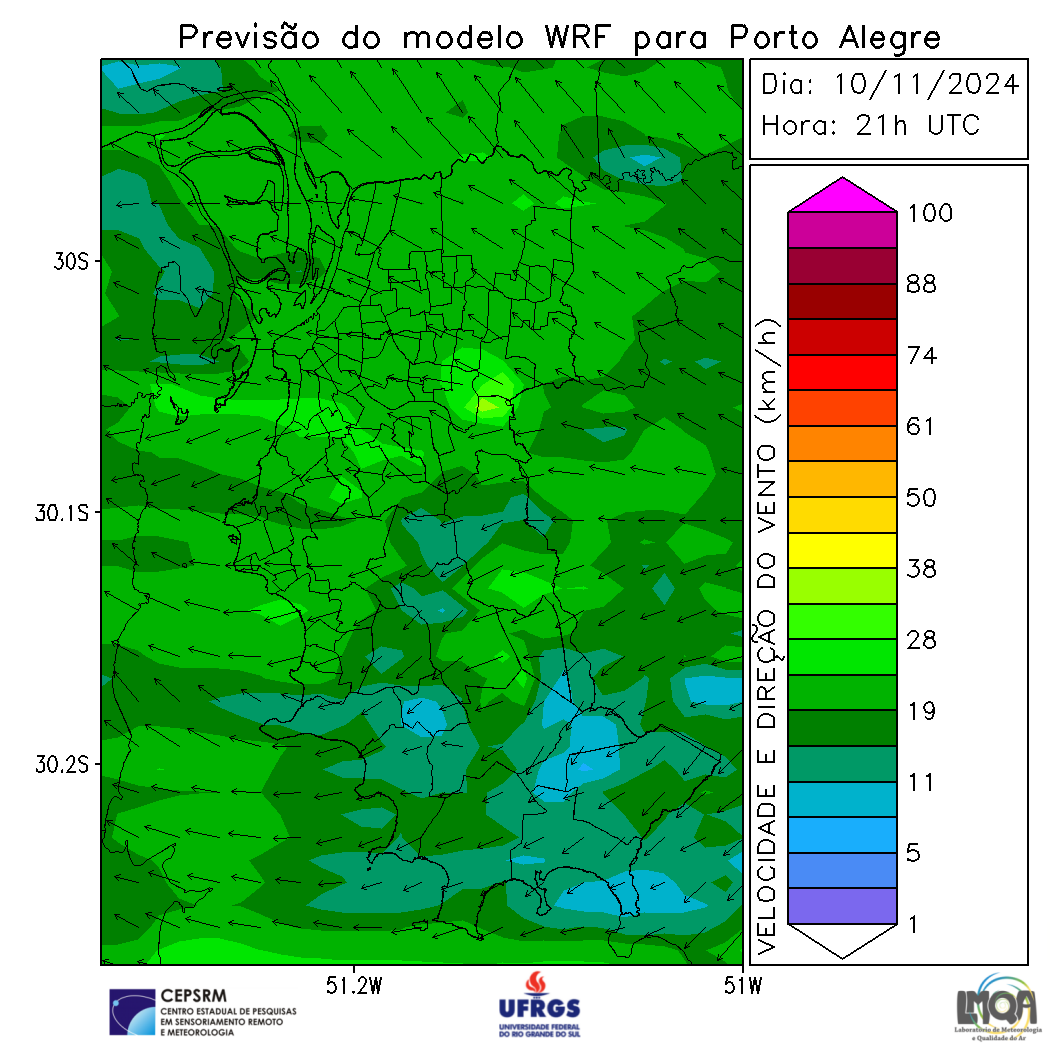 Previsão do modelo WRF para Porto Alegre
Dia: 10/11/2024
Hora: 21h UTC
30S
30.1S
30.2S
51.2W
51W
VELOCIDADE E DIREÇÃO DO VENTO (km/h)
100
88
74
61
50
38
28
19
11
5
1
CEPSRM
CENTRO ESTADUAL DE PESQUISAS
EM SENSORIAMENTO REMOTO
E METEOROLOGIA
UFRGS
UNIVERSIDADE FEDERAL
DO RIO GRANDE DO SUL
LMQA
Laboratório de Meteorologia
e Qualidade do Ar